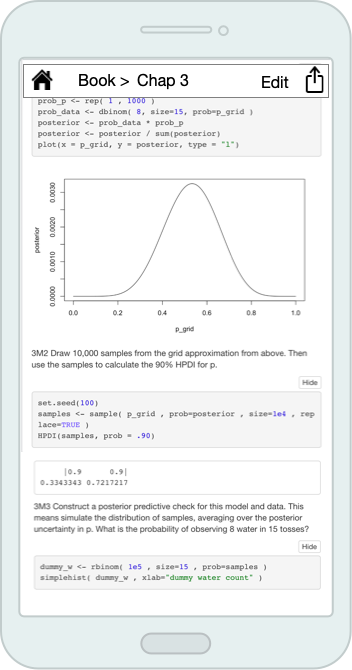 Book > Chap 3 Edit
prob_p <- rep( 1 , 1000 )
prob_data <- dbinom( 8, size=15, prob=p_grid )
posterior <- prob_data * prob_p
posterior <- posterior / sum(posterior)
plot(x = p_grid, y = posterior, type = "l")
posterior
0.0030
0.0020
0.0010
0.0000
0.0 0.2 0.4 0.6 0.8 1.0
p_grid
3M2 Draw 10,000 samples from the grid approximation from above. Then
use the samples to calculate the 90% HPDI for p.
Hide
set.seed(100)
samples <- sample( p_grid , prob=posterior , size=1e4 , rep
lace=TRUE )
HPDI(samples, prob = .90)
|0.9 0.9|
0.3343343 0.7217217
3M3 Construct a posterior predictive check for this model and data. This
means simulate the distribution of samples, averaging over the posterior
uncertainty in p. What is the probability of observing 8 water in 15 tosses?
Hide
dummy_w <- rbinom( 1e5 , size=15 , prob=samples )
simplehist( dummy_w , xlab="dummy water count" )